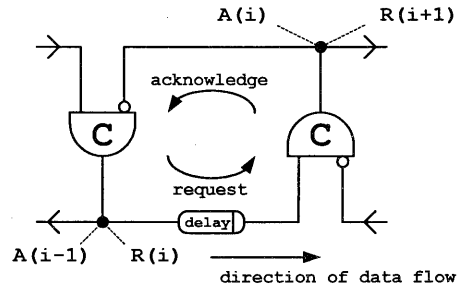 A(i) R(i+1)
acknowledge
C C
request
delay
A(i-1) R(i)
direction of data flow